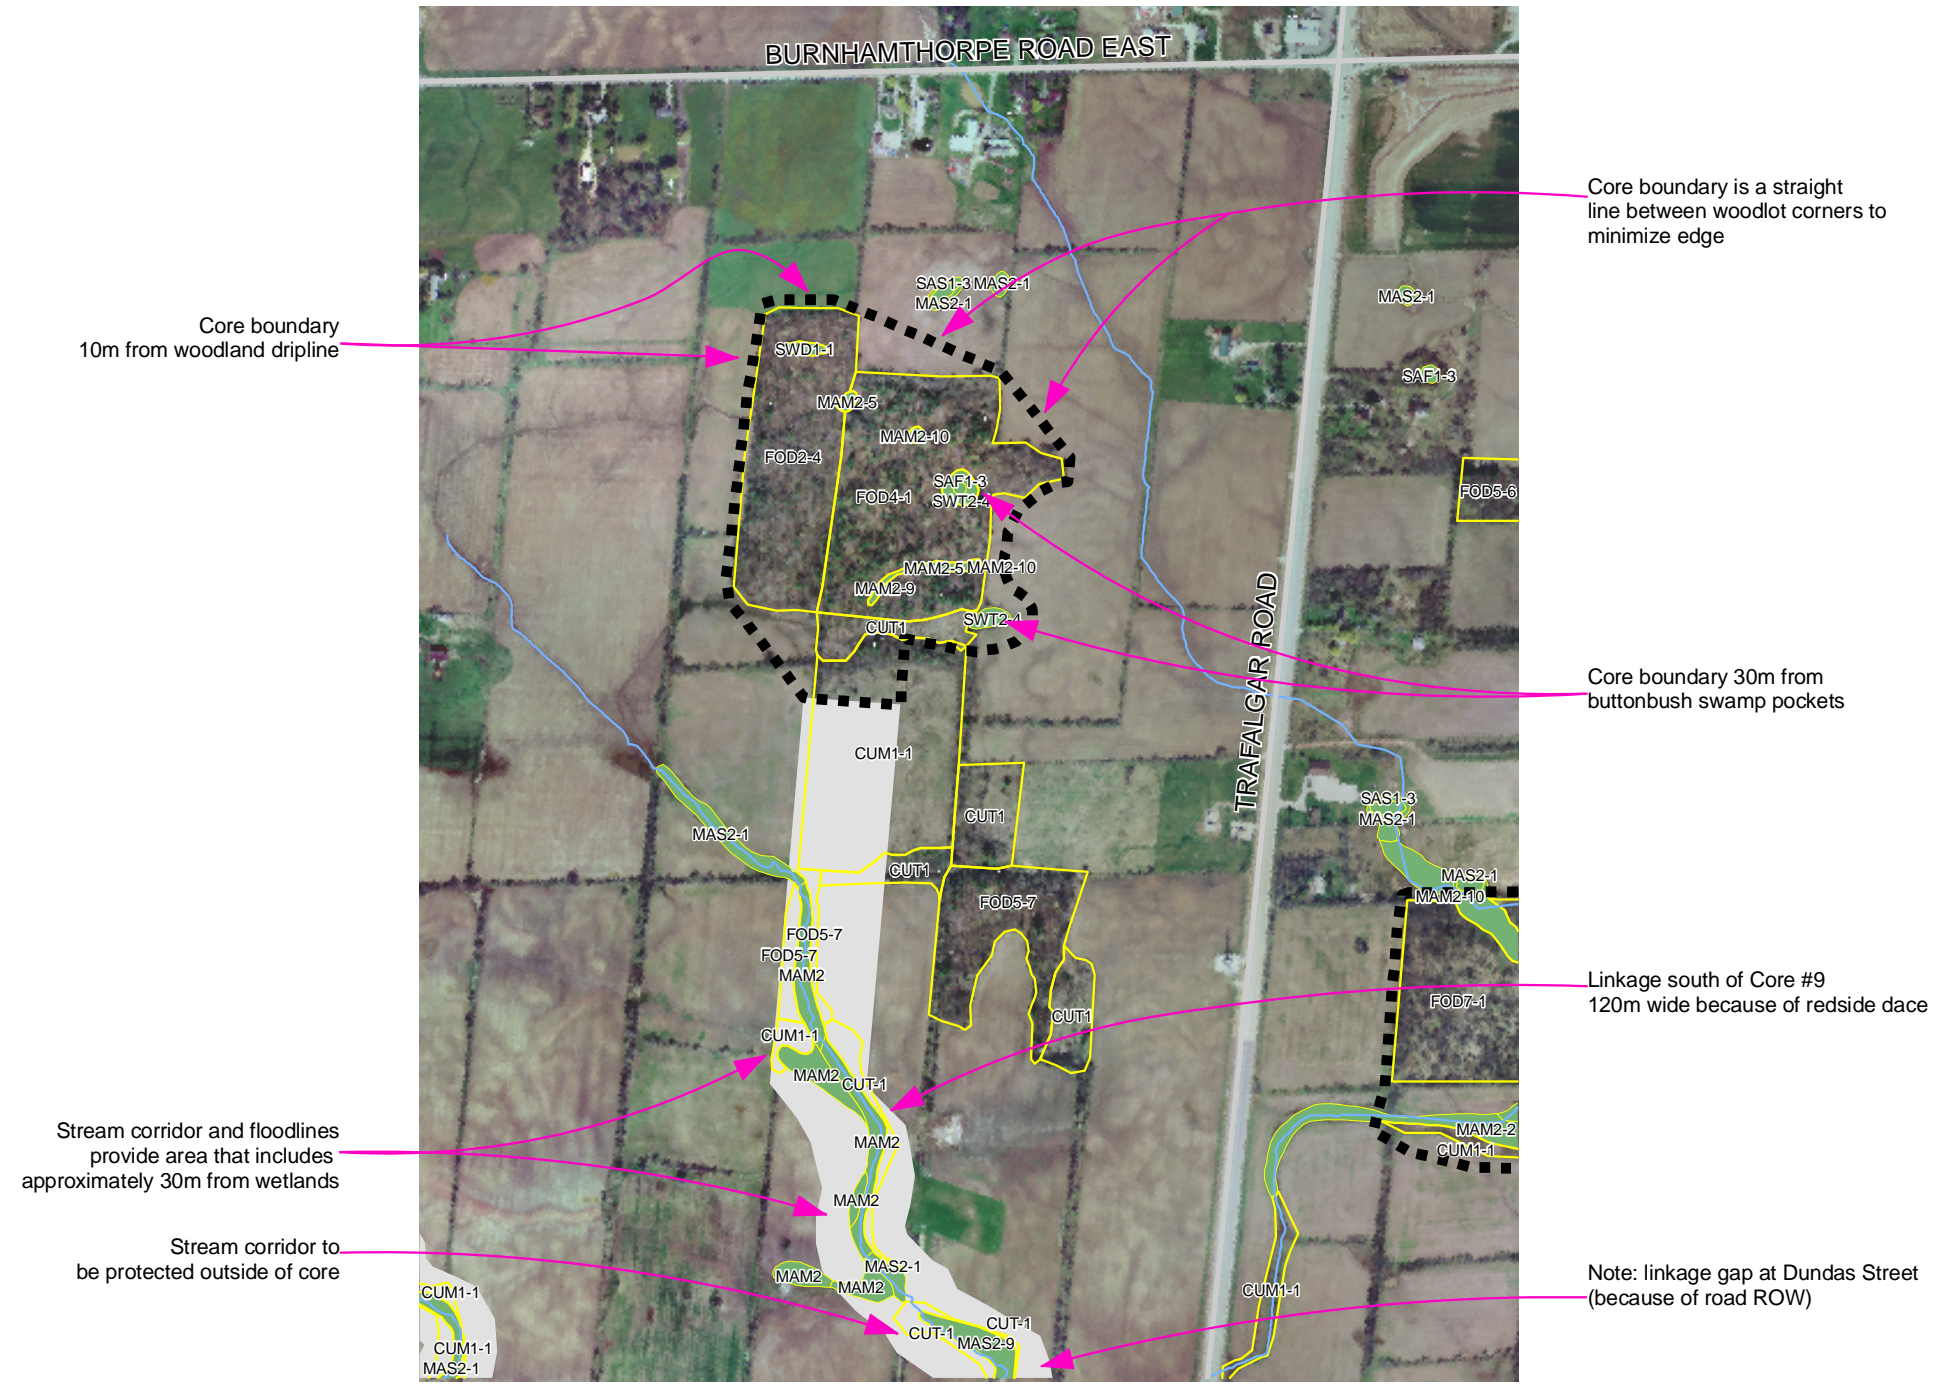 BURNHAMTHORPE ROAD EAST
Core boundary is a straight
line between woodlot corners to
minimize edge
SAS1-3 MAS2-1
MAS2-1
MAS2-1
Core boundary
10m from woodland dripline
SWD1-1
SAF1-3
MAM2-5
MAM2-10
FOD2-4
SAF1-3
FOD4-1
SWT2-4
FOD5-6
MAM2-5 MAM2-10
MAM2-9
SWT2-4
CUT1
TRAFALGAR ROAD
Core boundary 30m from
buttonbush swamp pockets
CUM1-1
SAS1-3
MAS2-1
CUT1
MAS2-1
CUT1
MAS2-1
MAM2-10
FOD5-7
FOD5-7
FOD5-7
MAM2
Linkage south of Core #9
120m wide because of redside dace
FOD7-1
CUT1
CUM1-1
MAM2
CUT-1
Stream corridor and floodlines
provide area that includes
approximately 30m from wetlands
MAM2
MAM2-2
CUM1-1
MAM2
Stream corridor to
be protected outside of core
MAS2-1
MAM2
MAM2
CUM1-1
CUM1-1
Note: linkage gap at Dundas Street
(because of road ROW)
CUT-1
CUT-1
MAS2-9
CUM1-1
MAS2-1